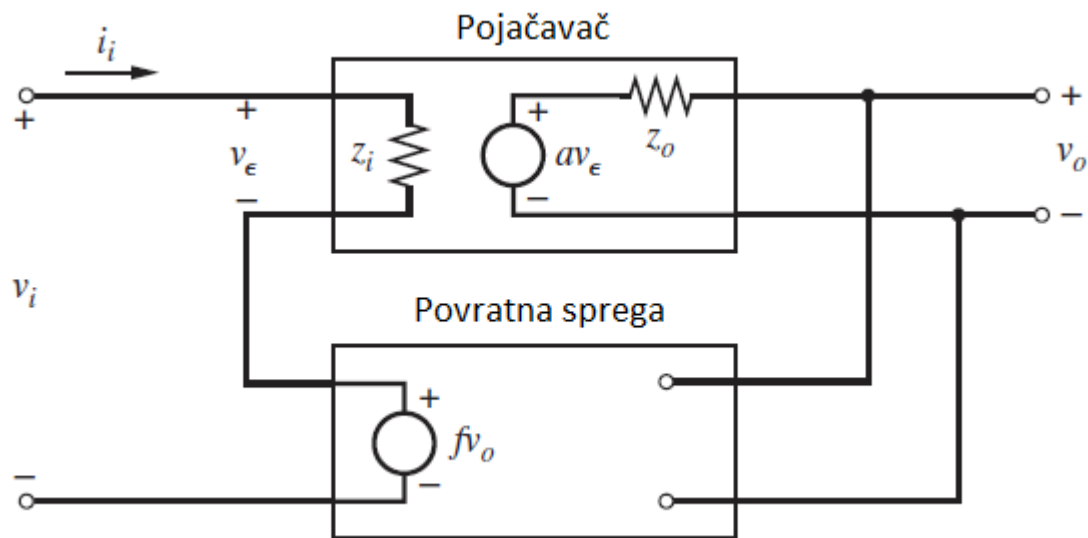 Pojačavač
i_i
+
+
v_ϵ
−
z_i
+
av_ϵ
−
z_o
+
v_o
−
v_i
Povratna sprega
+
fv_o
−
−